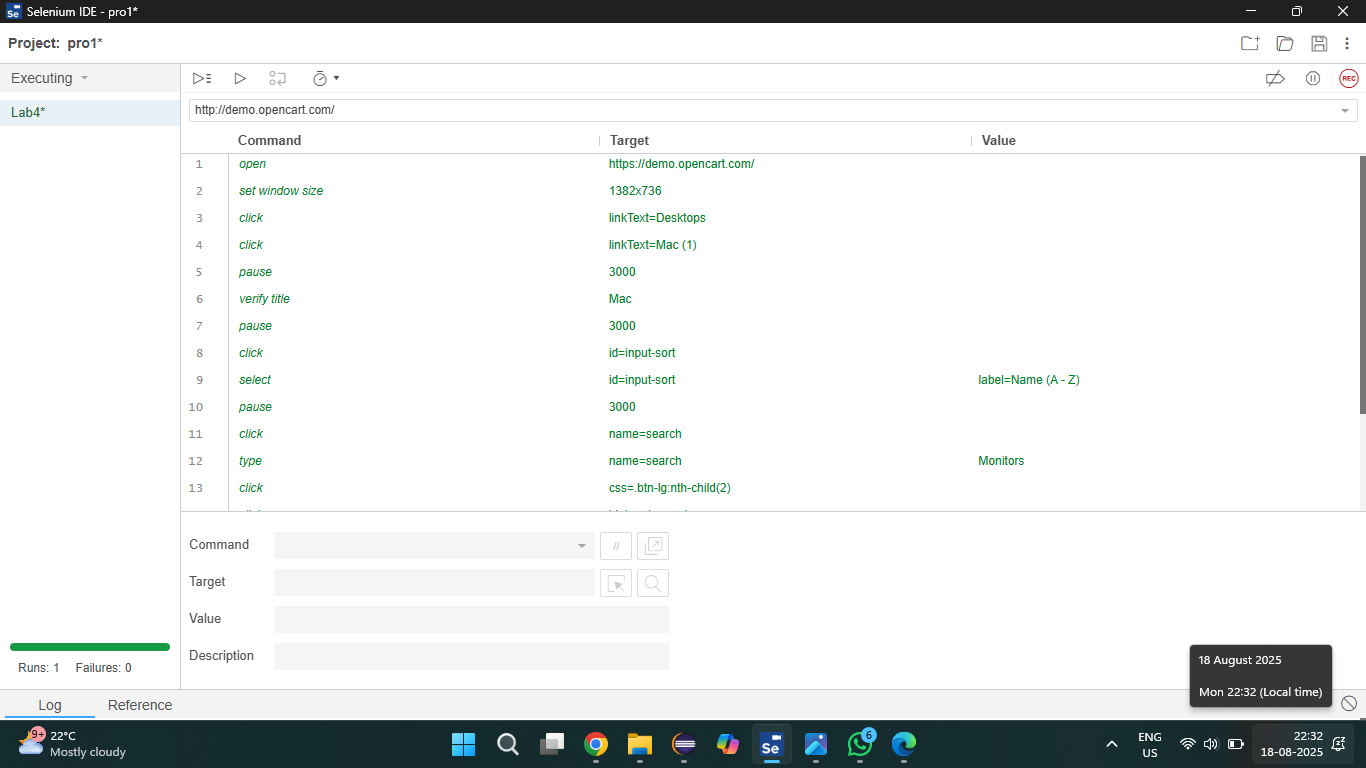 Selenium IDE - pro1*
Project: pro1*
Executing
REC
Lab4*
http://demo.opencart.com/
Command Target Value
1 open https://demo.opencart.com/
2 set window size 1382x736
3 click linkText=Desktops
4 click linkText=Mac (1)
5 pause 3000
6 verify title Mac
7 pause 3000
8 click id=input-sort
9 select id=input-sort label=Name (A - Z)
10 pause 3000
11 click name=search
12 type name=search Monitors
13 click css=.btn-lg:nth-child(2)
Command //
Target
Value
Description
Runs: 1 Failures: 0
18 August 2025
Mon 22:32 (Local time)
Log Reference
9+
22°C
Mostly cloudy
Se
6
ENG
US
22:32
18-08-2025